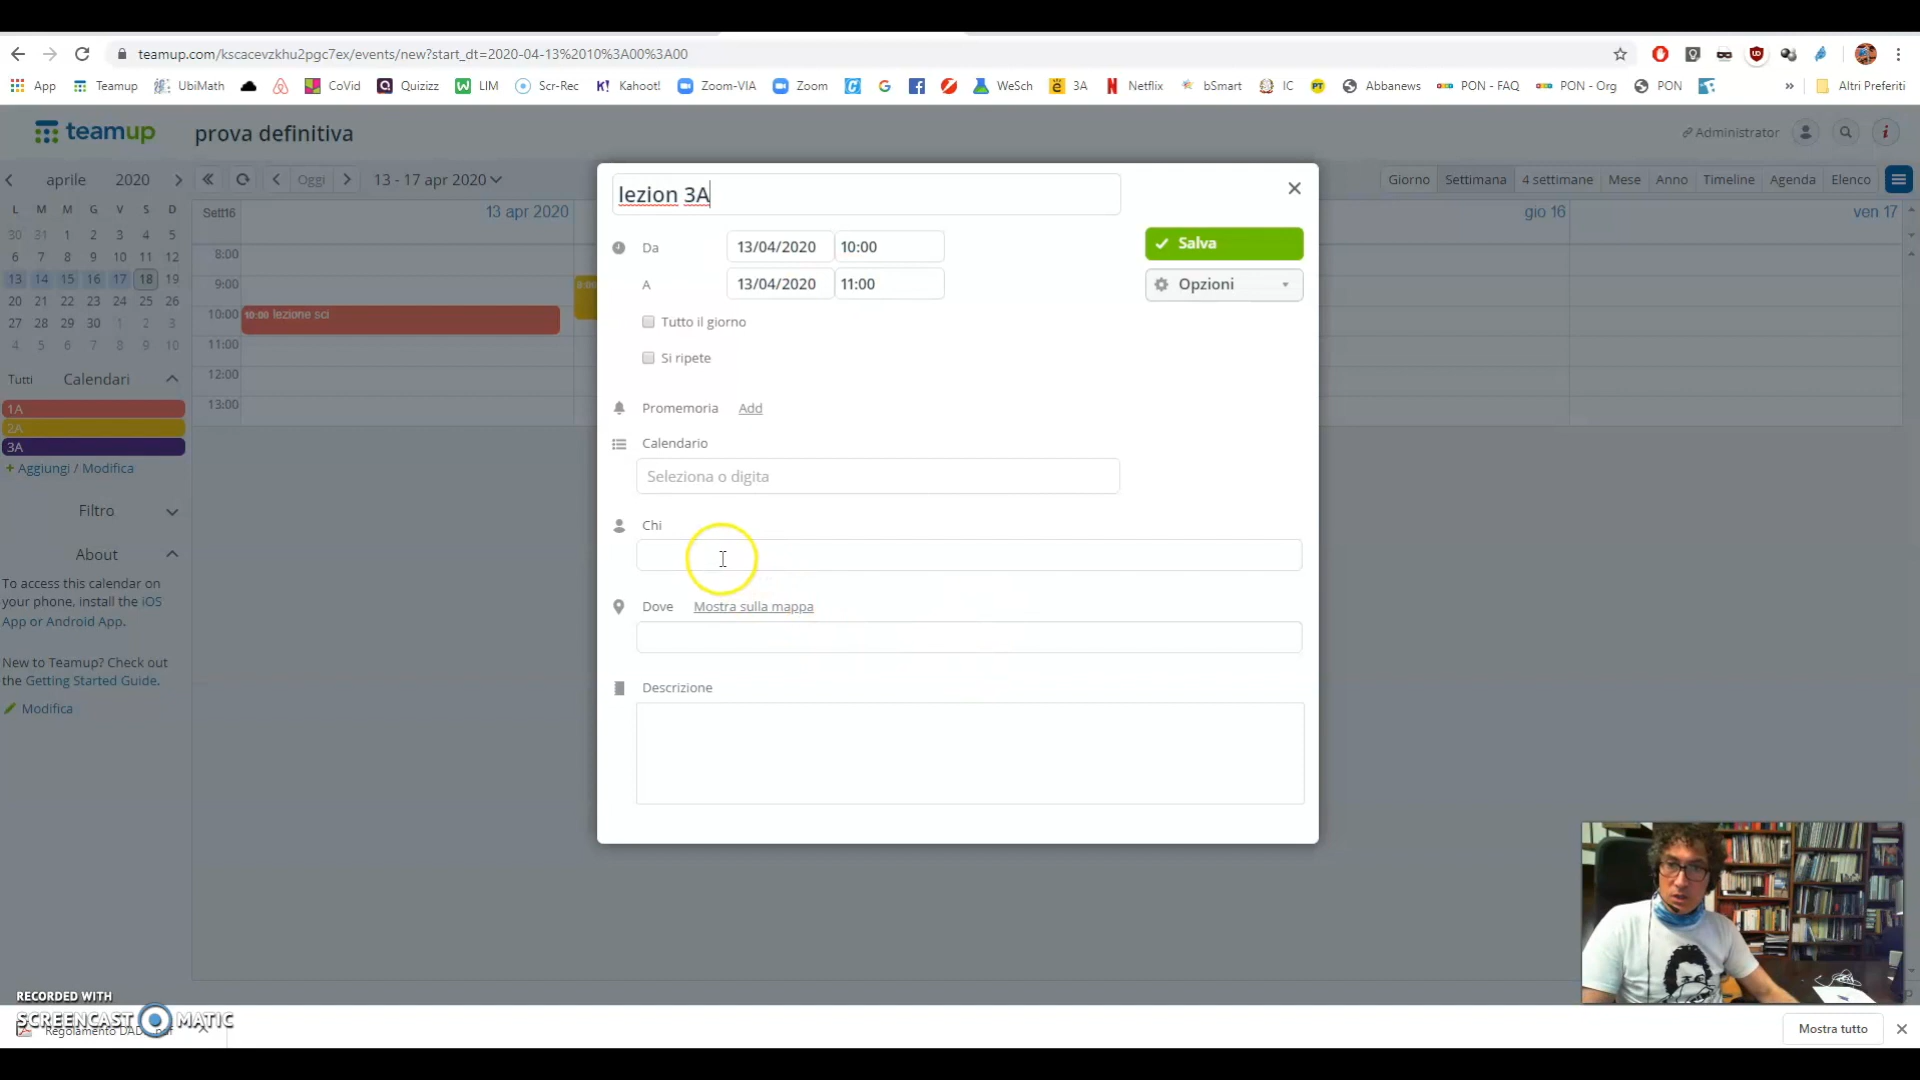 teamup.com/kscacevzkhu2pgc7ex/events/new?start_dt=2020-04-13%2010%3A00%3A00
App Teamup UbiMath CoVid Quizizz LIM Scr-Rec Kahoot! Zoom-VIA Zoom WeSch 3A Netflix bSmart IC Abbanews PON - FAQ PON - Org PON » Altri Preferiti
teamup prova definitiva Administrator
aprile 2020 Oggi 13 - 17 apr 2020 Giorno Settimana 4 settimane Mese Anno Timeline Agenda Elenco
L M M G V S D
30 31 1 2 3 4 5
6 7 8 9 10 11 12
13 14 15 16 17 18 19
20 21 22 23 24 25 26
27 28 29 30 1 2 3
4 5 6 7 8 9 10
Tutti Calendari
1A
2A
3A
+ Aggiungi / Modifica
Filtro
About
To access this calendar on
your phone, install the iOS
App or Android App.
New to Teamup? Check out
the Getting Started Guide.
Modifica
Sett16 13 apr 2020 gio 16 ven 17
8:00
9:00
10:00 10:00 lezione sci
11:00
12:00
13:00
lezion 3A
Da 13/04/2020 10:00
A 13/04/2020 11:00
Salva
Opzioni
Tutto il giorno
Si ripete
Promemoria Add
Calendario
Seleziona o digita
Chi
Dove Mostra sulla mappa
Descrizione
RECORDED WITH
SCREENCAST MATIC
Mostra tutto